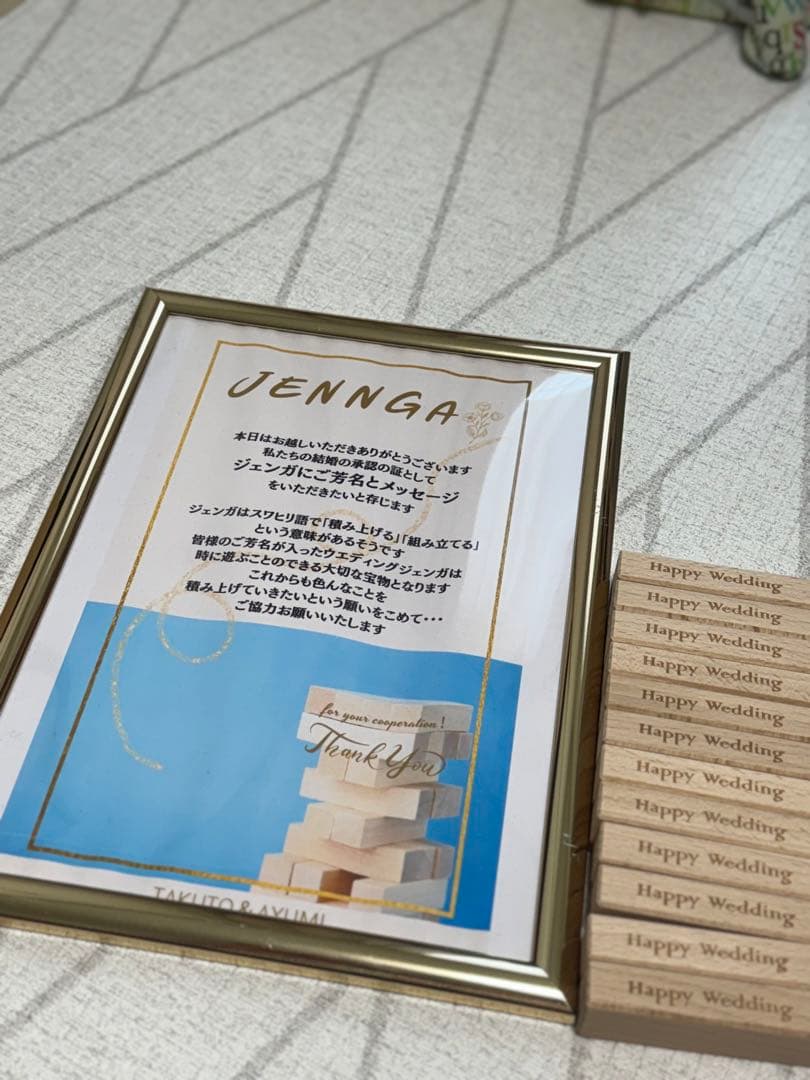 JENNGA
本日はお越しいただきありがとうございます
私たちの結婚の承認の証として
ジェンガにご芳名とメッセージ
をいただきたいと存じます
ジェンガはスワヒリ語で「積み上げる」「組み立てる」
という意味があるそうです
皆様のご芳名が入ったウエディングジェンガは
時に遊ぶことのできる大切な宝物となります
これからも色んなことを
積み上げていきたいという願いをこめて・・・
ご協力お願いいたします
for your cooperation !
Thank You
TAKUTO & AYUMI
Happy Wedding
Happy Wedding
Happy Wedding
Happy Wedding
Happy Wedding
Happy Wedding
Happy Wedding
Happy Wedding
Happy Wedding
Happy Wedding
Happy Wedding
Happy Wedding